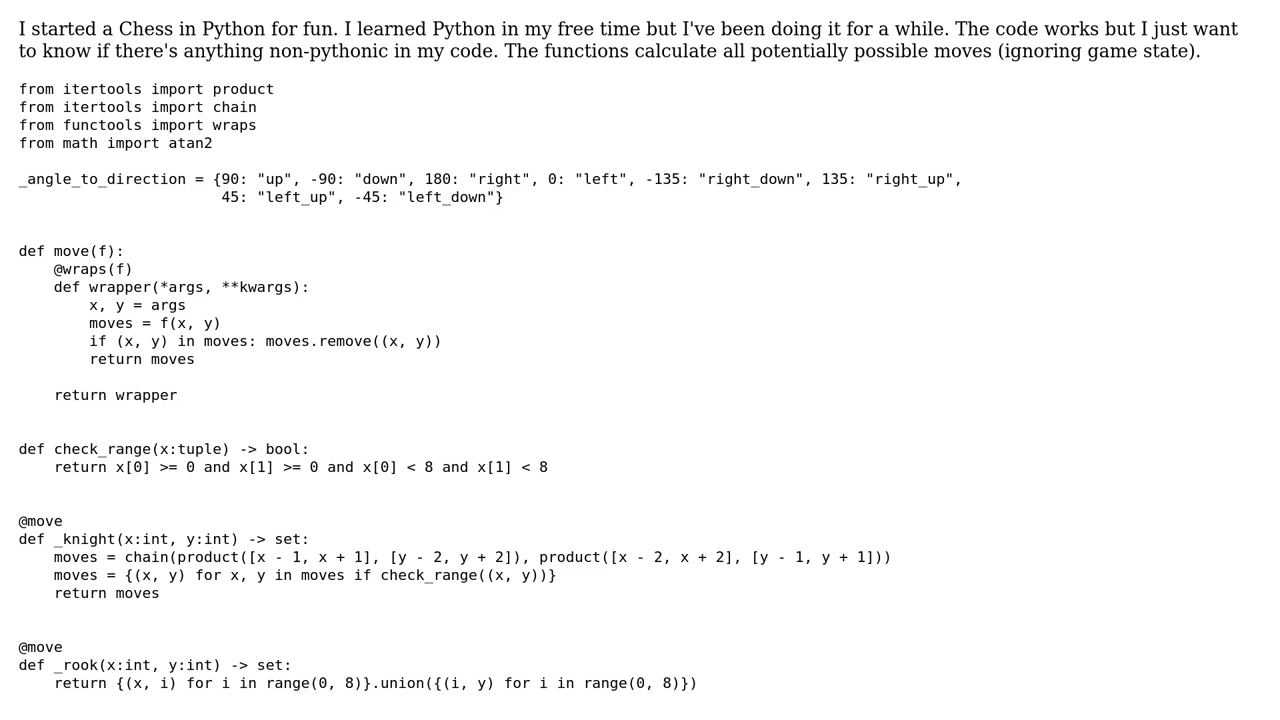 I started a Chess in Python for fun. I learned Python in my free time but I've been doing it for a while. The code works but I just want
to know if there's anything non-pythonic in my code. The functions calculate all potentially possible moves (ignoring game state).
from itertools import product
from itertools import chain
from functools import wraps
from math import atan2
_angle_to_direction = {90: "up", -90: "down", 180: "right", 0: "left", -135: "right_down", 135: "right_up",
                       45: "left_up", -45: "left_down"}
def move(f):
    @wraps(f)
    def wrapper(*args, **kwargs):
        x, y = args
        moves = f(x, y)
        if (x, y) in moves: moves.remove((x, y))
        return moves
    return wrapper
def check_range(x:tuple) -> bool:
    return x[0] >= 0 and x[1] >= 0 and x[0] < 8 and x[1] < 8
@move
def _knight(x:int, y:int) -> set:
    moves = chain(product([x - 1, x + 1], [y - 2, y + 2]), product([x - 2, x + 2], [y - 1, y + 1]))
    moves = {(x, y) for x, y in moves if check_range((x, y))}
    return moves
@move
def _rook(x:int, y:int) -> set:
    return {(x, i) for i in range(0, 8)}.union({(i, y) for i in range(0, 8)})